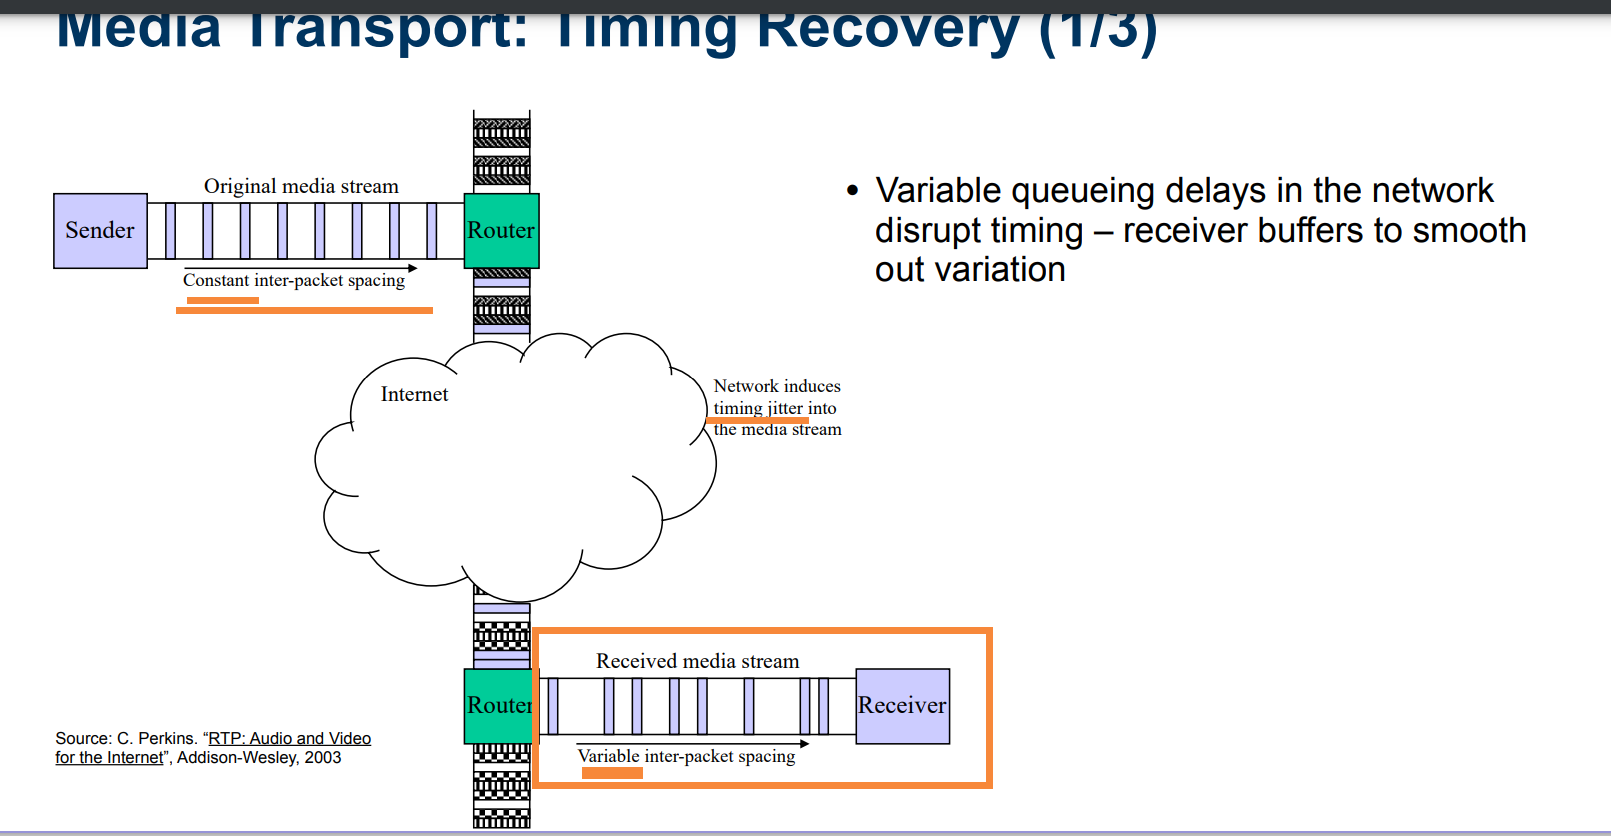 Media Transport: Timing Recovery (1/3)
Original media stream
Sender
Router
Constant inter-packet spacing
• Variable queueing delays in the network
disrupt timing – receiver buffers to smooth
out variation
Internet
Network induces
timing jitter into
the media stream
Received media stream
Router
Receiver
Variable inter-packet spacing
Source: C. Perkins. “RTP: Audio and Video
for the Internet”, Addison-Wesley, 2003